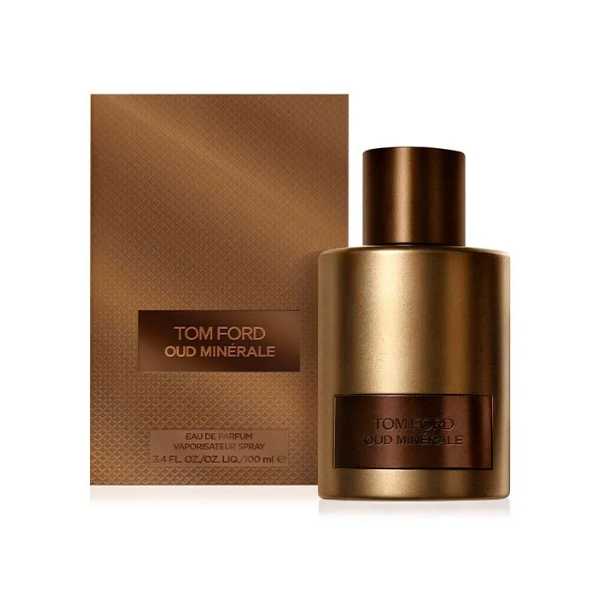 TOM FORD
OUD MINÉRALE
EAU DE PARFUM
VAPORISATEUR SPRAY
3.4 FL. OZ./OZ. LIQ./100 ml ℮
TOM FORD
OUD MINÉRALE